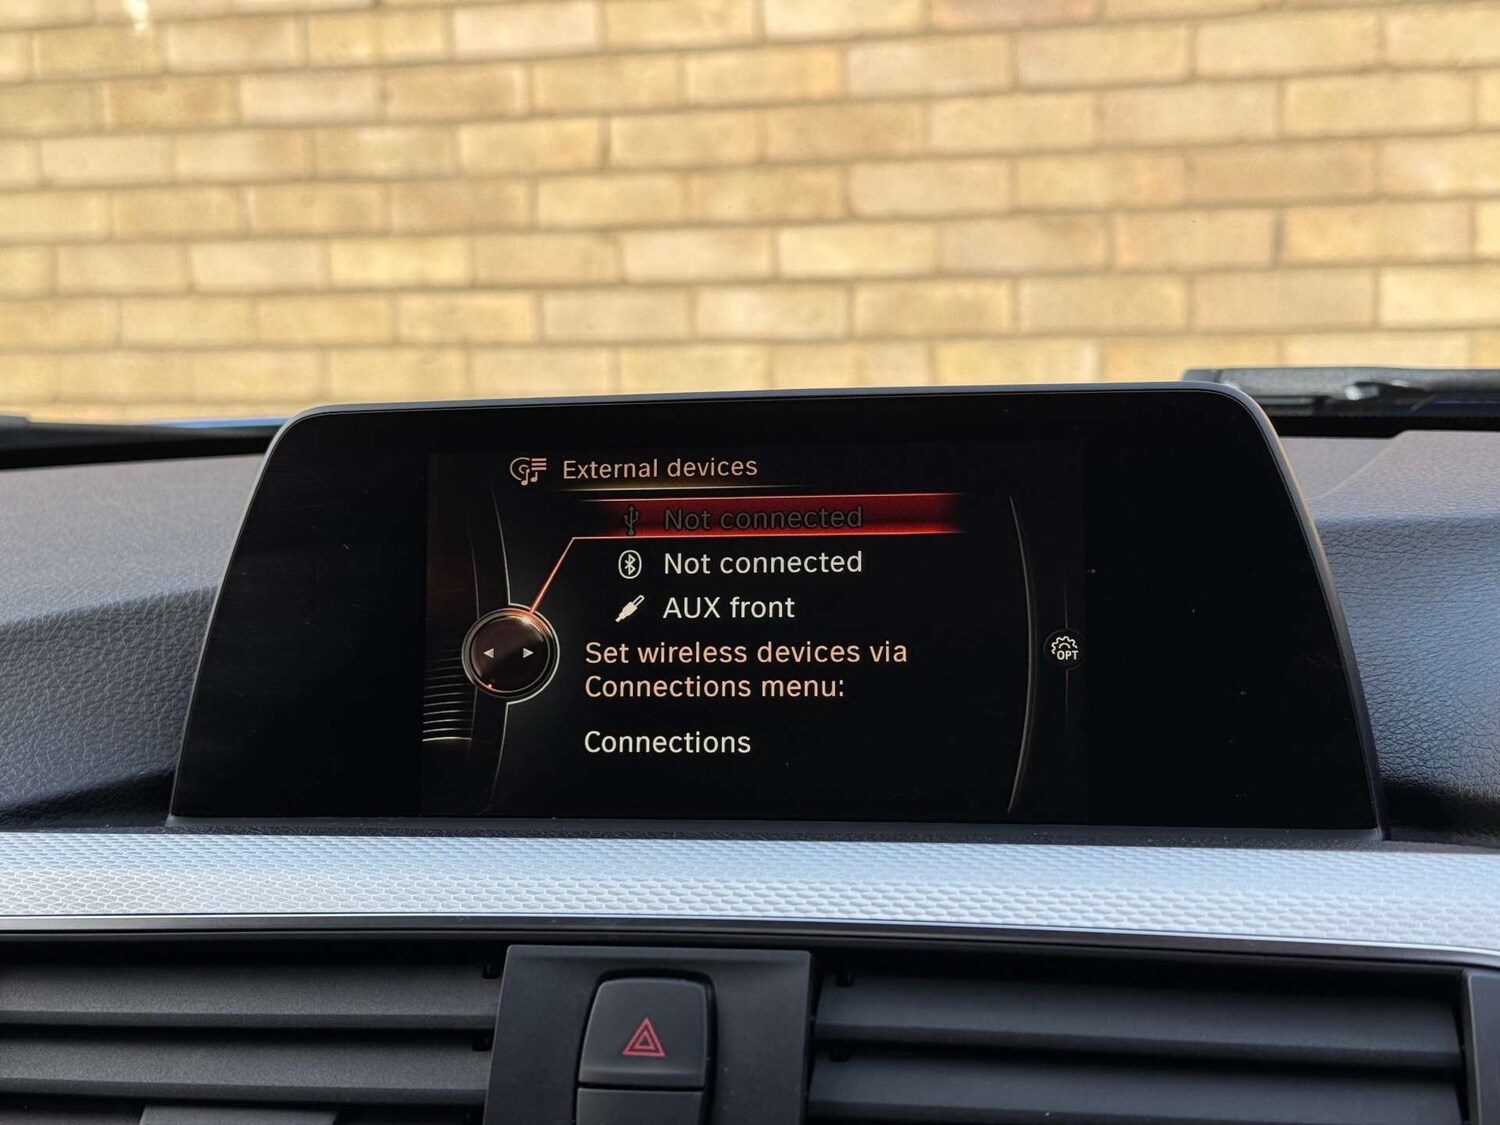 External devices
Not connected
Not connected
AUX front
Set wireless devices via
Connections menu:
Connections
OPT